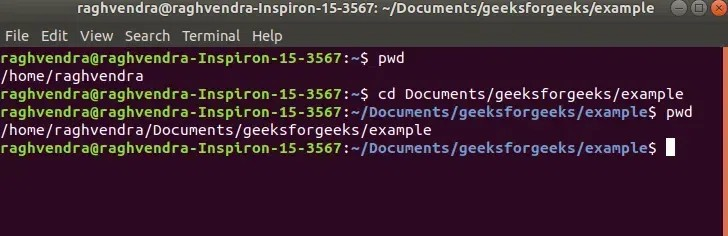 raghvendra@raghvendra-Inspiron-15-3567: ~/Documents/geeksforgeeks/example
File Edit View Search Terminal Help
raghvendra@raghvendra-Inspiron-15-3567:~$ pwd
/home/raghvendra
raghvendra@raghvendra-Inspiron-15-3567:~$ cd Documents/geeksforgeeks/example
raghvendra@raghvendra-Inspiron-15-3567:~/Documents/geeksforgeeks/example$ pwd
/home/raghvendra/Documents/geeksforgeeks/example
raghvendra@raghvendra-Inspiron-15-3567:~/Documents/geeksforgeeks/example$